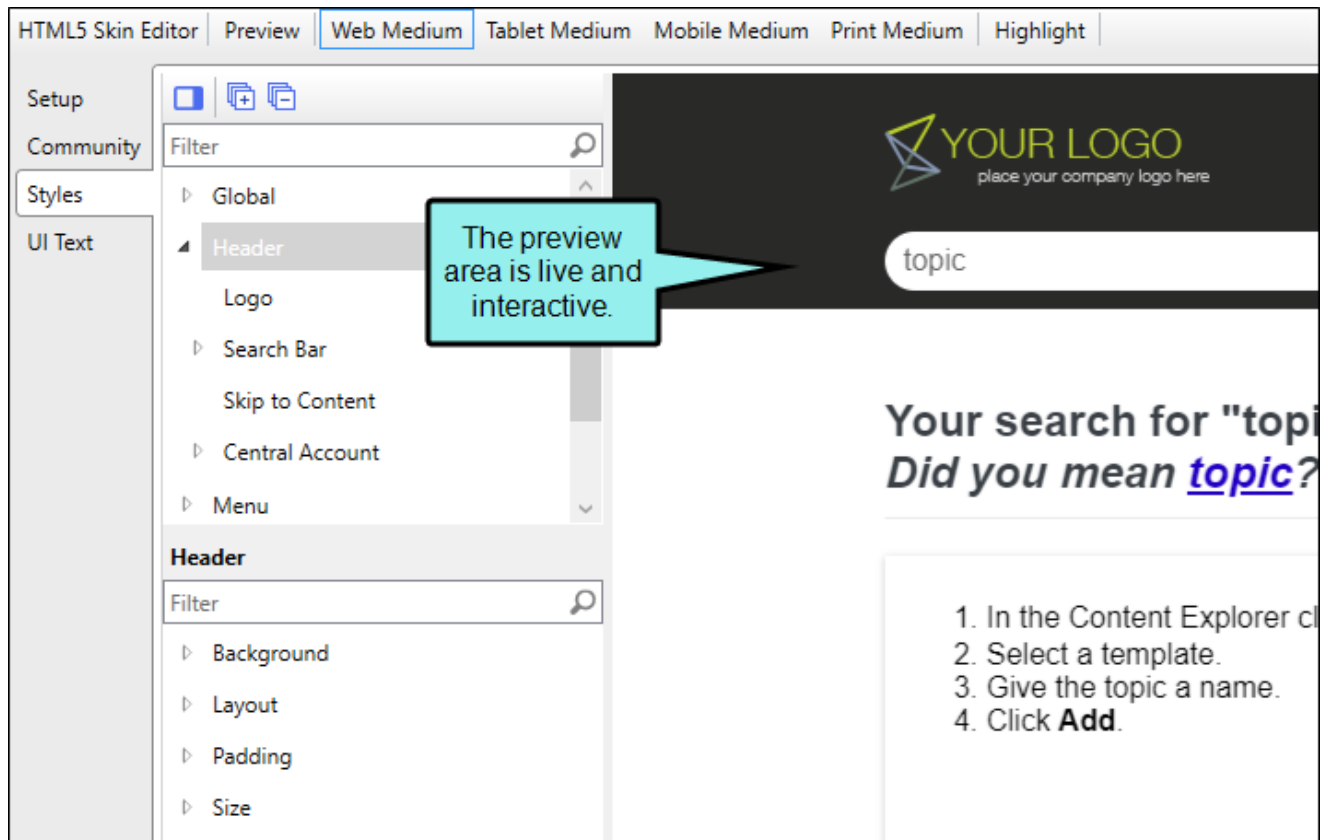 HTML5 Skin Editor Preview Web Medium Tablet Medium Mobile Medium Print Medium Highlight
Setup
Community
Styles
UI Text
Filter
Global
Header
Logo
Search Bar
Skip to Content
Central Account
Menu
Header
Filter
Background
Layout
Padding
Size
The preview
area is live and
interactive.
YOUR LOGO
place your company logo here
topic
Your search for "topi
Did you mean topic?
1. In the Content Explorer cl
2. Select a template.
3. Give the topic a name.
4. Click Add.